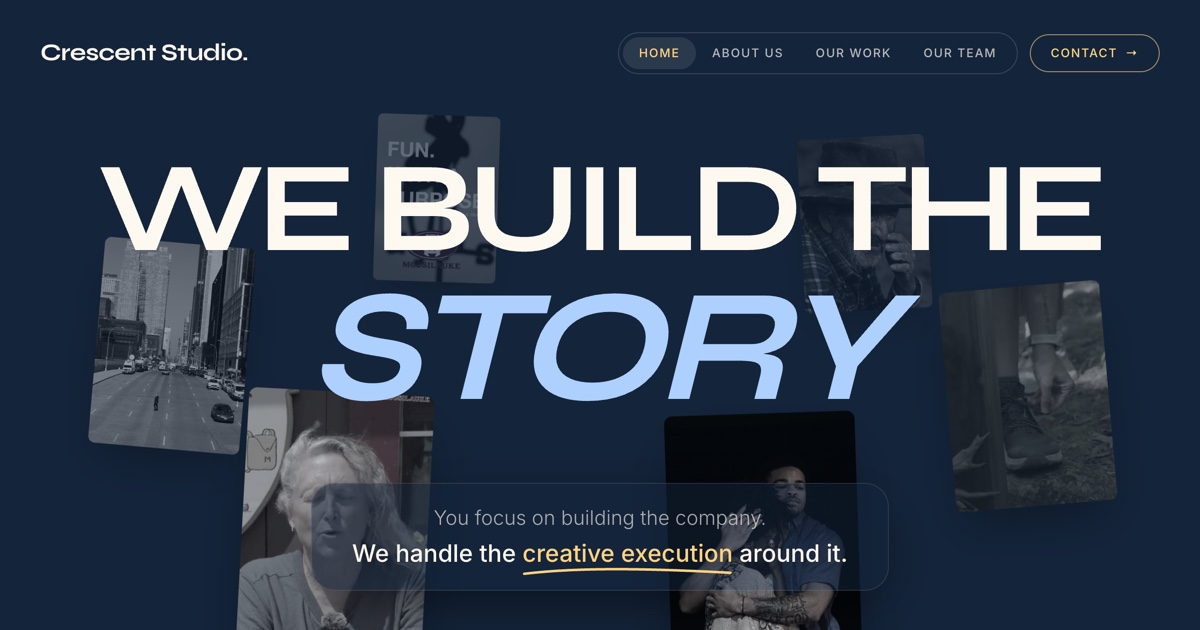 Crescent Studio.
HOME
ABOUT US
OUR WORK
OUR TEAM
CONTACT →
FUN.
WE BUILD THE
STORY
You focus on building the company.
We handle the creative execution around it.